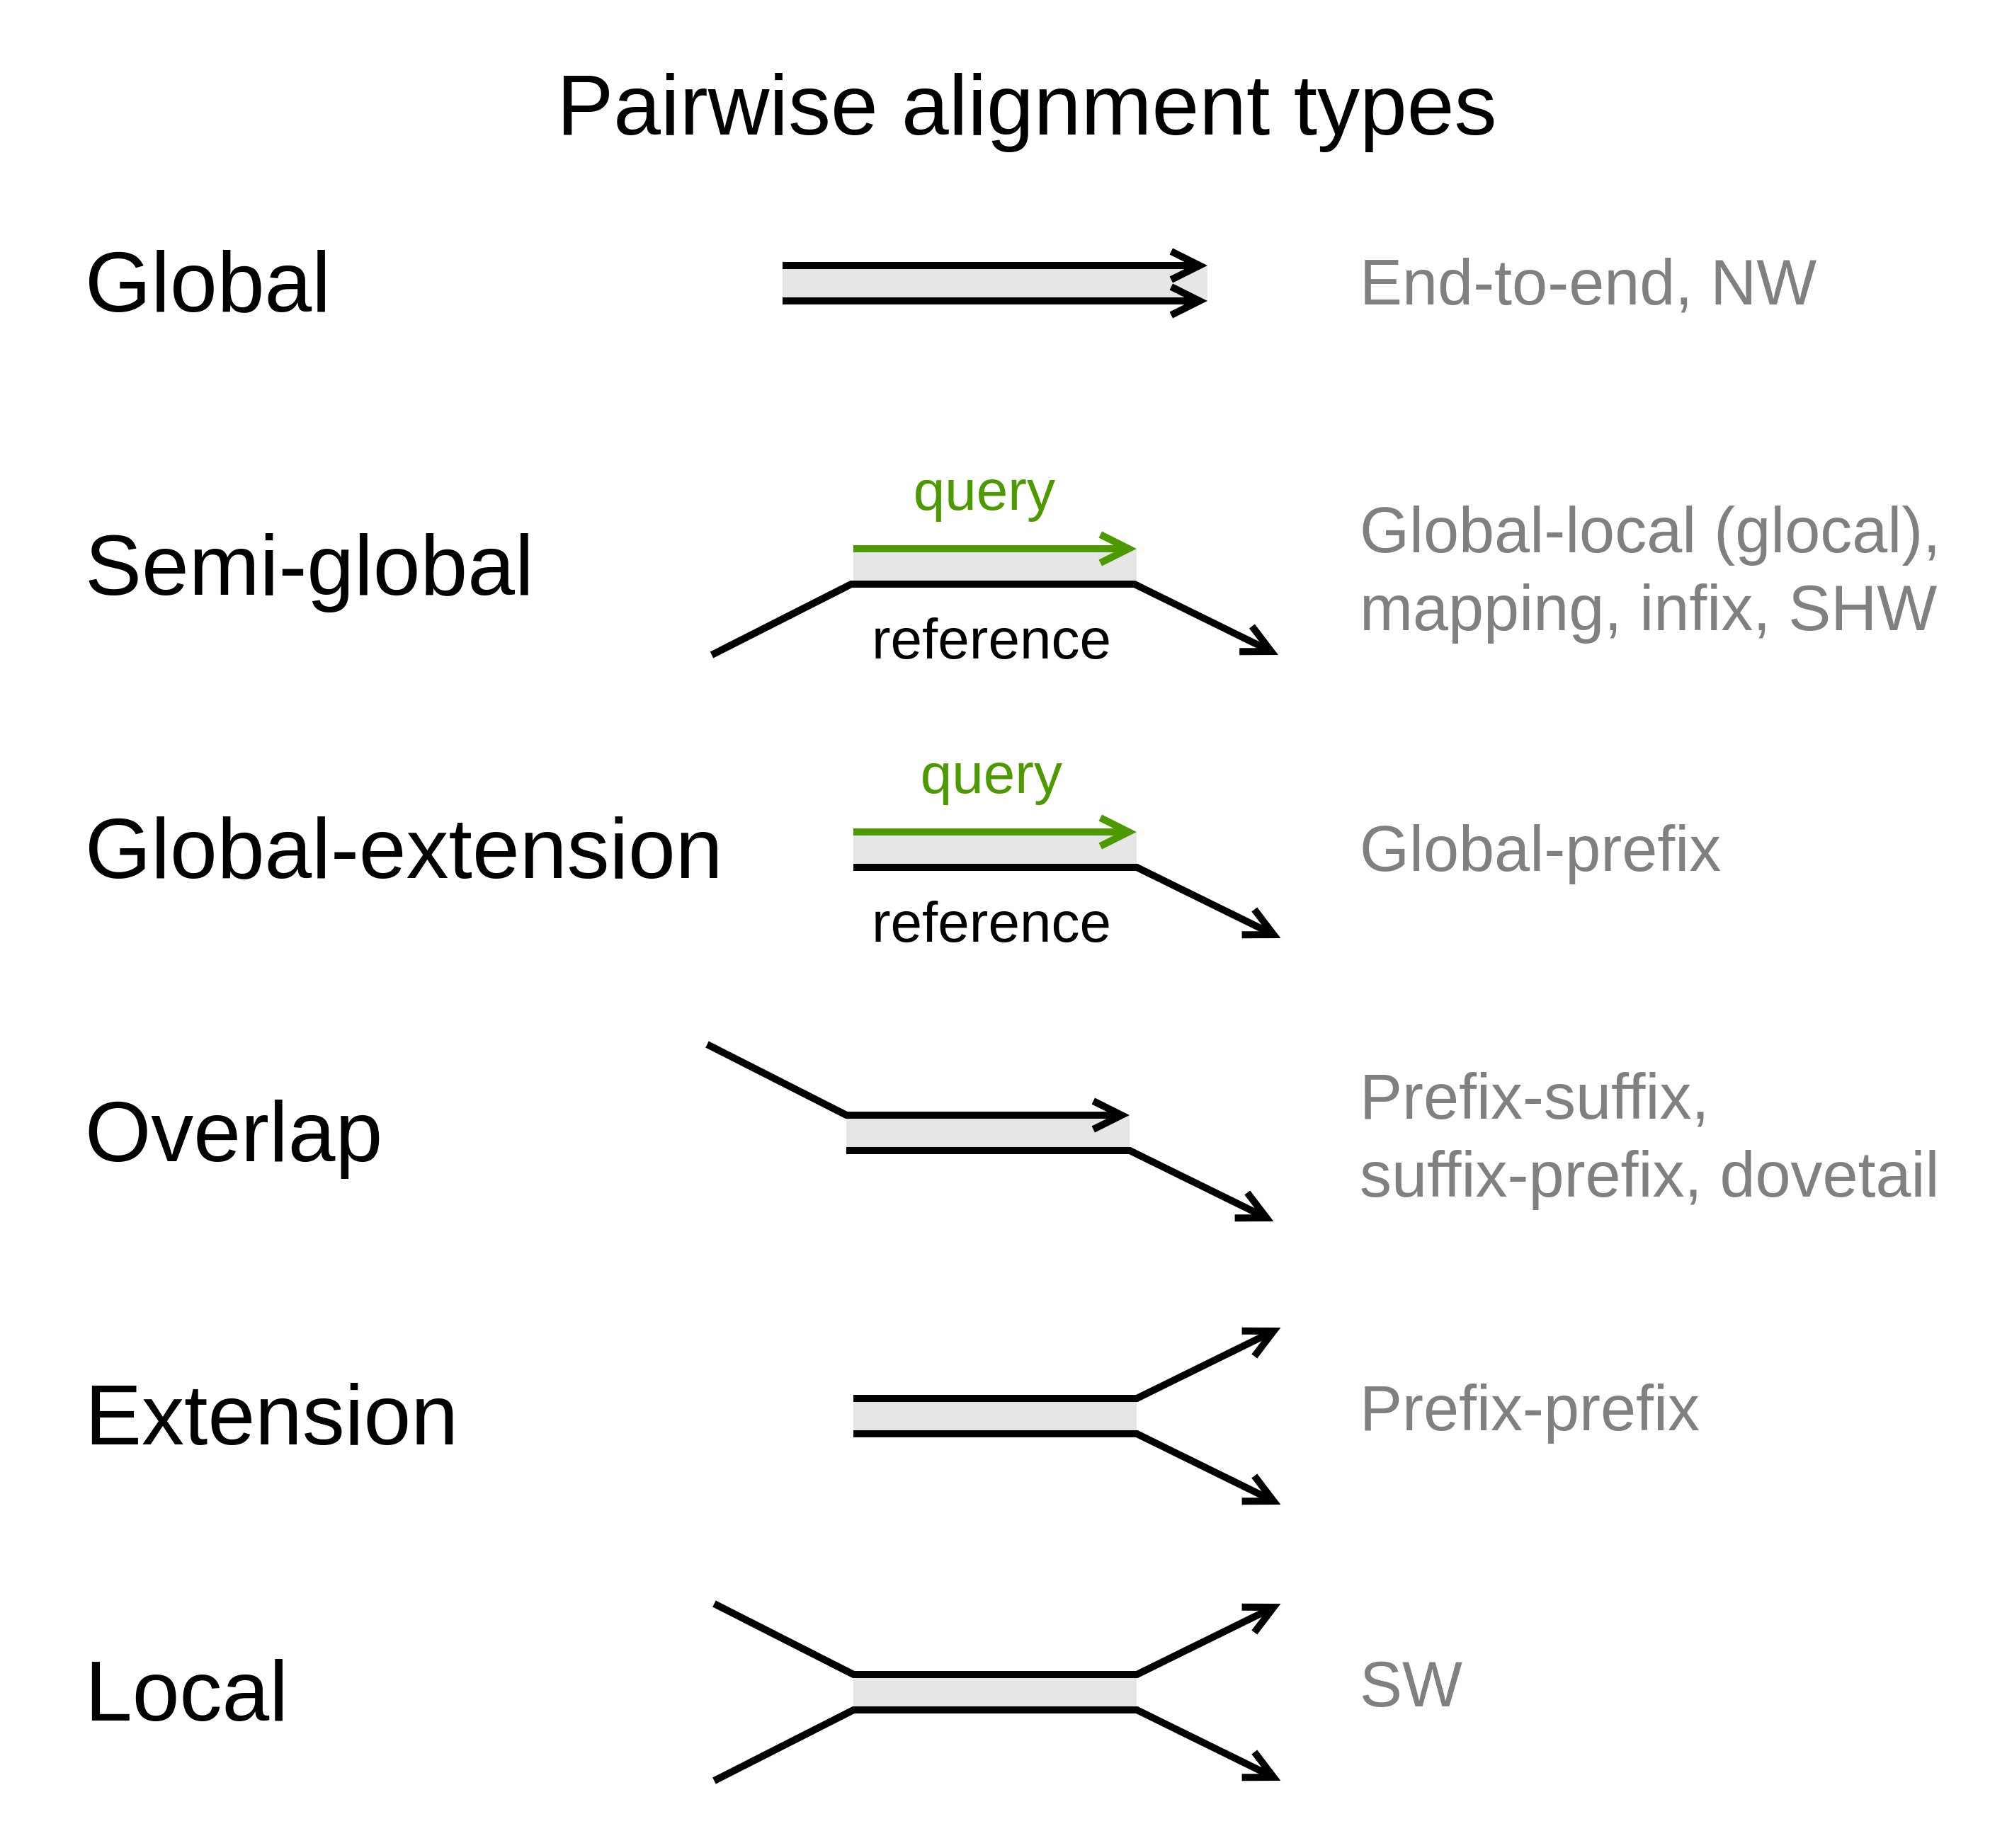 Pairwise alignment types
Global
End-to-end, NW
query
Semi-global
reference
Global-local (glocal),
mapping, infix, SHW
query
Global-extension
reference
Global-prefix
Overlap
Prefix-suffix,
suffix-prefix, dovetail
Extension
Prefix-prefix
Local
SW